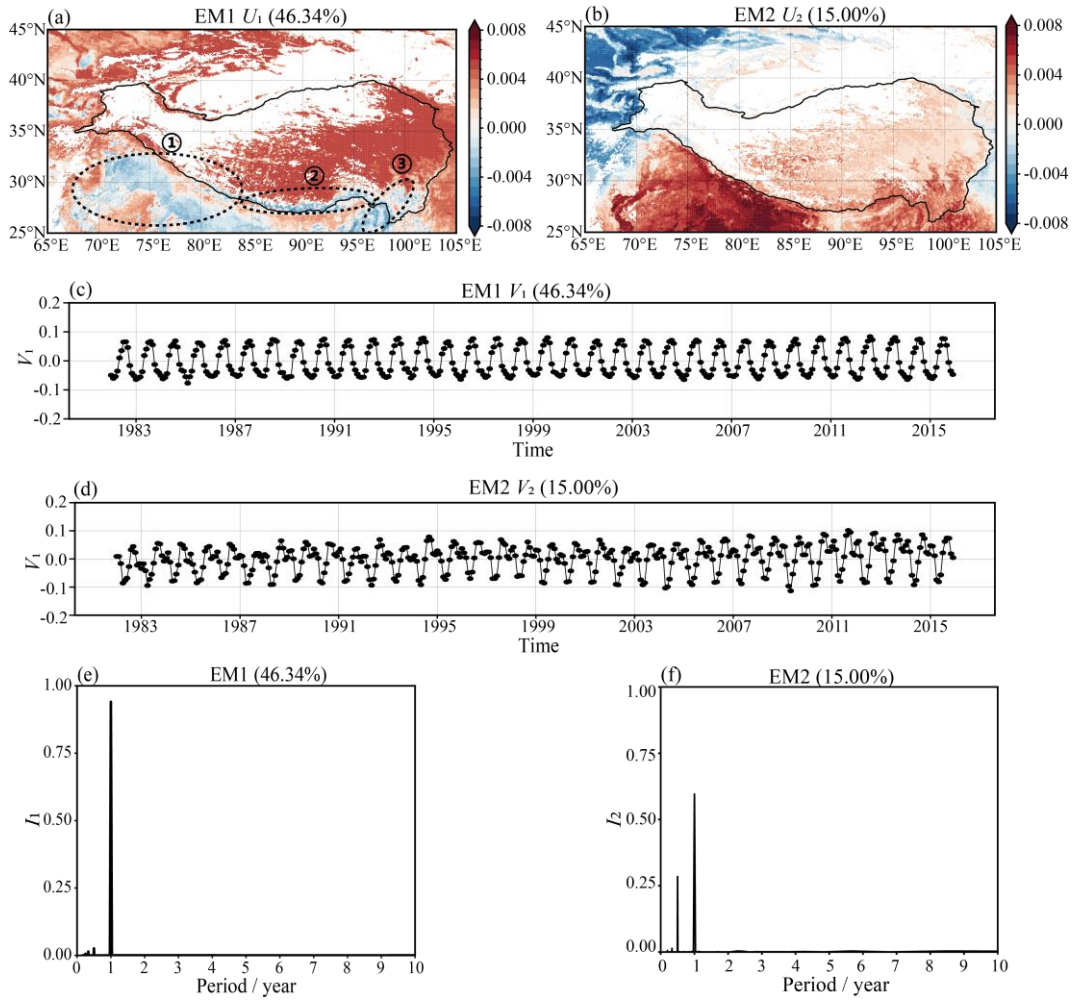 (a) EM1 U₁ (46.34%)
(b) EM2 U₂ (15.00%)
45°N
40°N
35°N
30°N
25°N
65°E 70°E 75°E 80°E 85°E 90°E 95°E 100°E 105°E
① ② ③
0.008
0.004
0.000
-0.004
-0.008
45°N
40°N
35°N
30°N
25°N
65°E 70°E 75°E 80°E 85°E 90°E 95°E 100°E 105°E
0.008
0.004
0.000
-0.004
-0.008
(c) EM1 V₁ (46.34%)
0.2
0.1
0.0
-0.1
-0.2
V₁
1983 1987 1991 1995 1999 2003 2007 2011 2015
Time
(d) EM2 V₂ (15.00%)
0.2
0.1
0.0
-0.1
-0.2
V₁
1983 1987 1991 1995 1999 2003 2007 2011 2015
Time
(e) EM1 (46.34%)
1.00
0.75
0.50
0.25
0.00
I₁
0 1 2 3 4 5 6 7 8 9 10
Period / year
(f) EM2 (15.00%)
1.00
0.75
0.50
0.25
0.00
I₂
0 1 2 3 4 5 6 7 8 9 10
Period / year